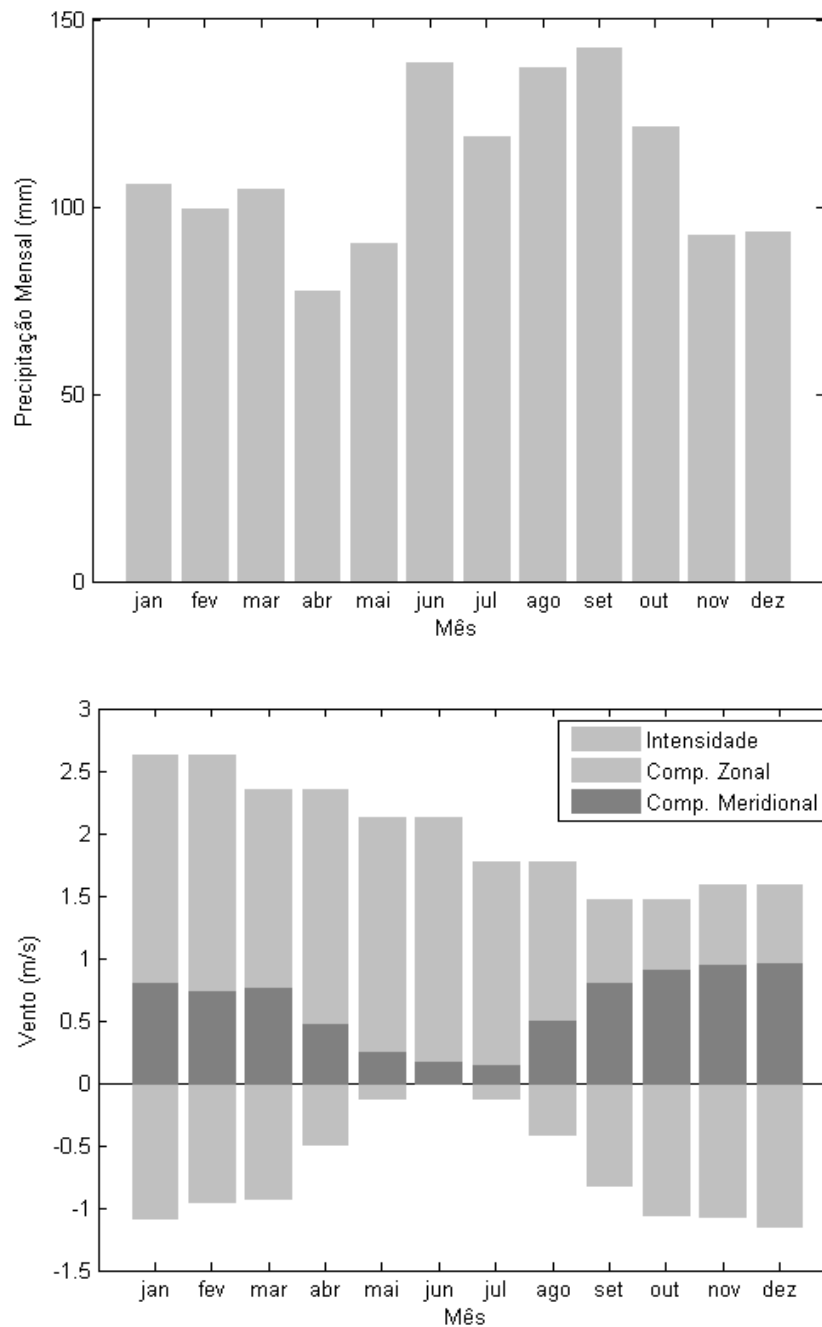 150
100
50
0
Precipitação Mensal (mm)
jan fev mar abr mai jun jul ago set out nov dez
Mês
3
2.5
2
1.5
1
0.5
0
-0.5
-1
-1.5
Vento (m/s)
Intensidade
Comp. Zonal
Comp. Meridional
jan fev mar abr mai jun jul ago set out nov dez
Mês